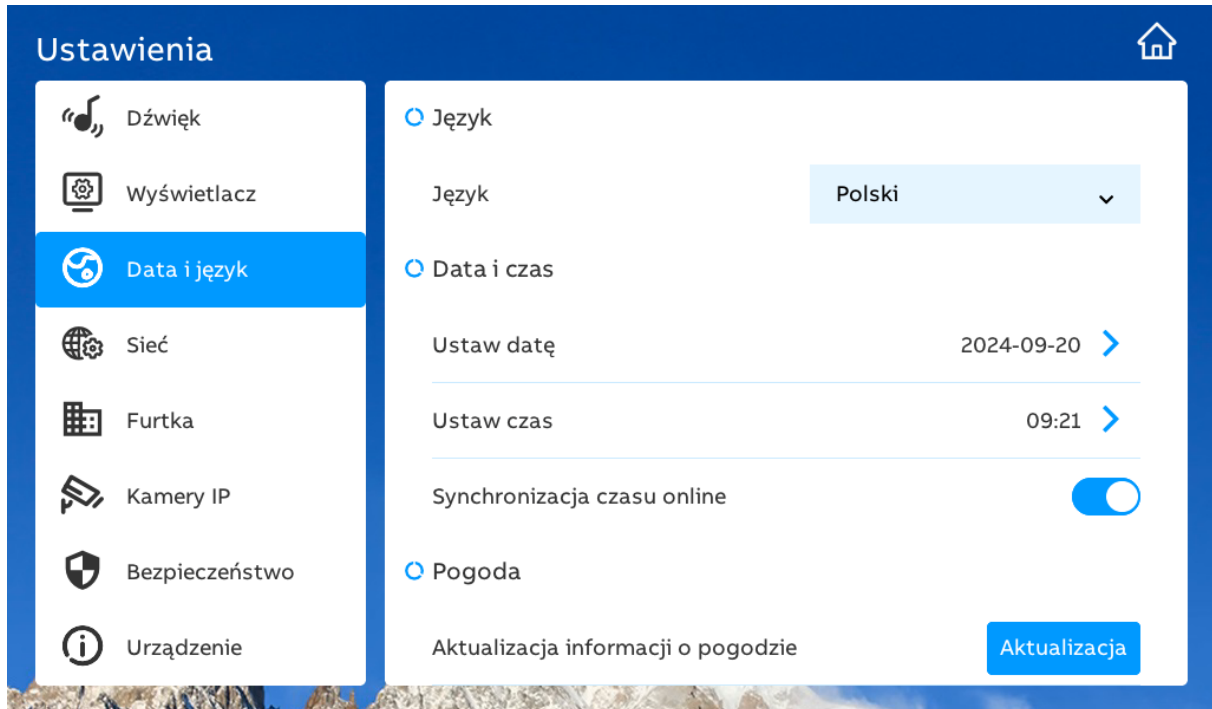 Ustawienia
Dźwięk
Wyświetlacz
Data i język
Sieć
Furtka
Kamery IP
Bezpieczeństwo
Urządzenie
Język
Język Polski
Data i czas
Ustaw datę 2024-09-20
Ustaw czas 09:21
Synchronizacja czasu online
Pogoda
Aktualizacja informacji o pogodzie Aktualizacja